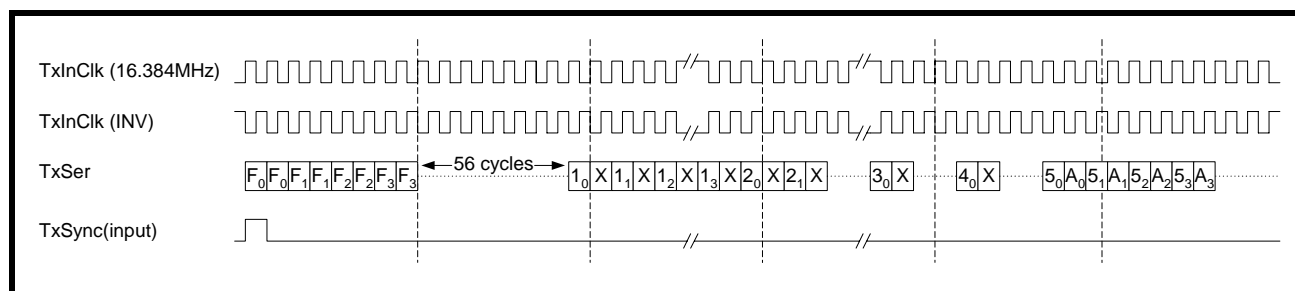 TxInClk (16.384MHz)
TxInClk (INV)
TxSer F₀ F₀ F₁ F₁ F₂ F₂ F₃ F₃ 56 cycles 1₀ X 1₁ X 1₂ X 1₃ X 2₀ X 2₁ X 3₀ X 4₀ X 5₀ A₀ 5₁ A₁ 5₂ A₂ 5₃ A₃
TxSync(input)